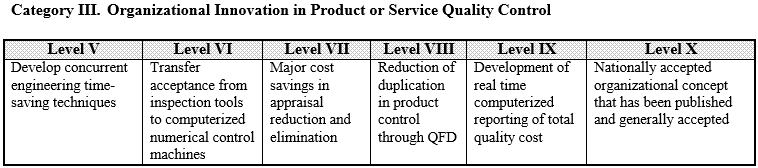 Category III. Organizational Innovation in Product or Service Quality Control
Level V
Level VI
Level VII
Level VIII
Level IX
Level X
Develop concurrent
engineering time-
saving techniques
Transfer
acceptance from
inspection tools
to computerized
numerical control
machines
Major cost
savings in
appraisal
reduction and
elimination
Reduction of
duplication
in product
control
through QFD
Development of
real time
computerized
reporting of total
quality cost
Nationally accepted
organizational concept
that has been published
and generally accepted